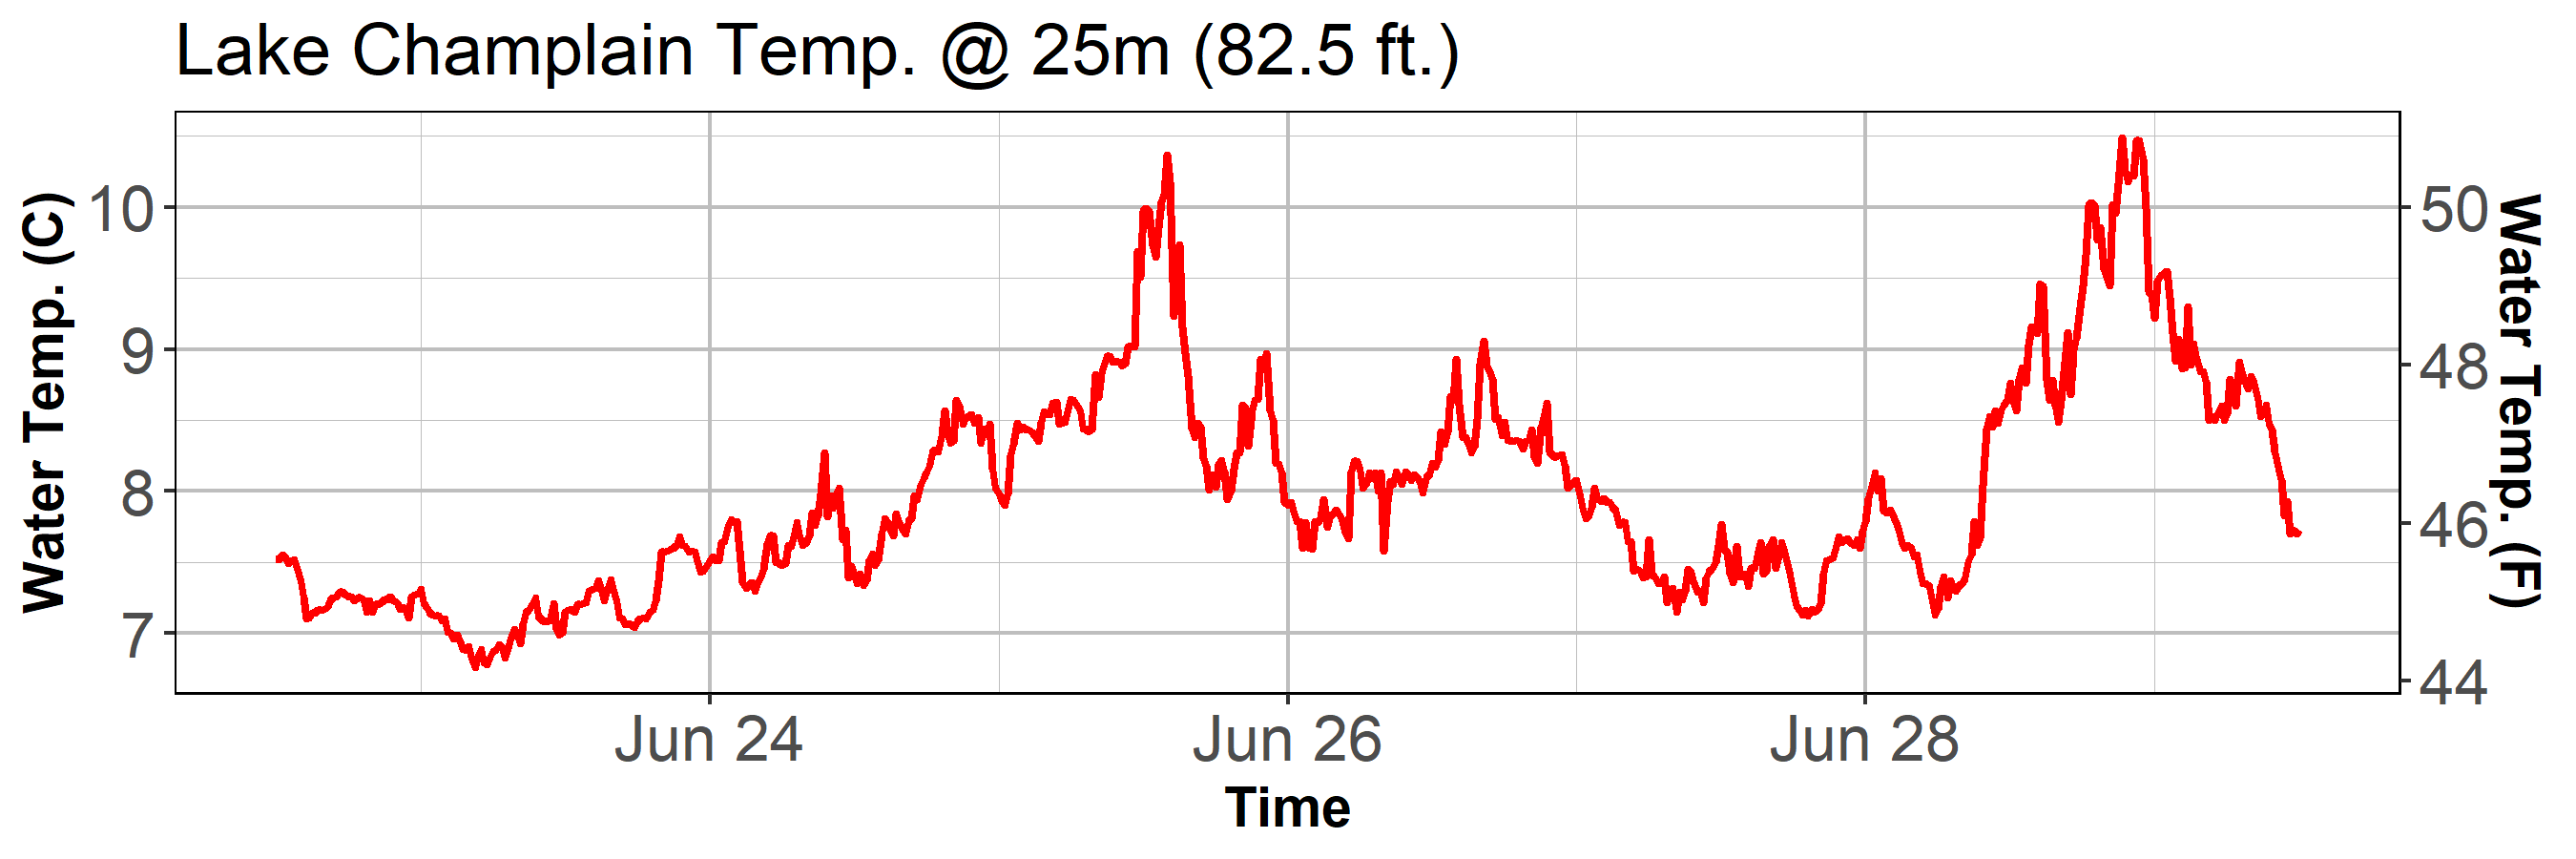 Lake Champlain Temp. @ 25m (82.5 ft.)
Water Temp. (C)
10
9
8
7
50
48
46
44
Water Temp. (F)
Jun 24
Jun 26
Jun 28
Time